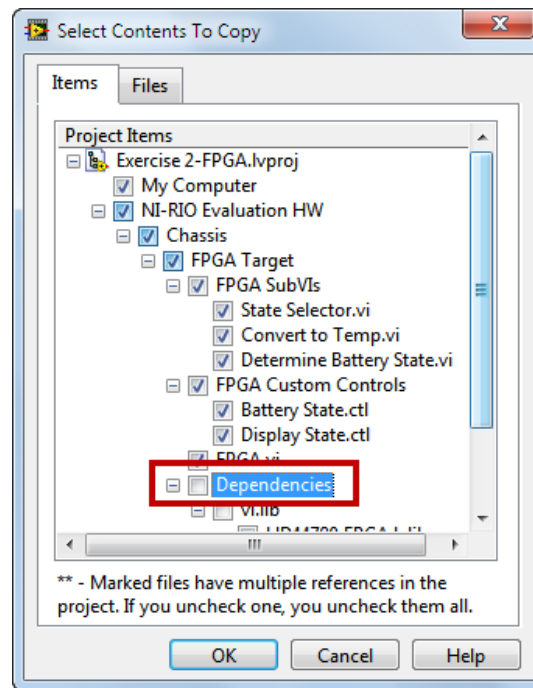 Select Contents To Copy
Items
Files
Project Items
Exercise 2-FPGA.lvproj
My Computer
NI-RIO Evaluation HW
Chassis
FPGA Target
FPGA SubVIs
State Selector.vi
Convert to Temp.vi
Determine Battery State.vi
FPGA Custom Controls
Battery State.ctl
Display State.ctl
FPGA.vi
Dependencies
vi.lib
** - Marked files have multiple references in the
project. If you uncheck one, you uncheck them all.
OK
Cancel
Help